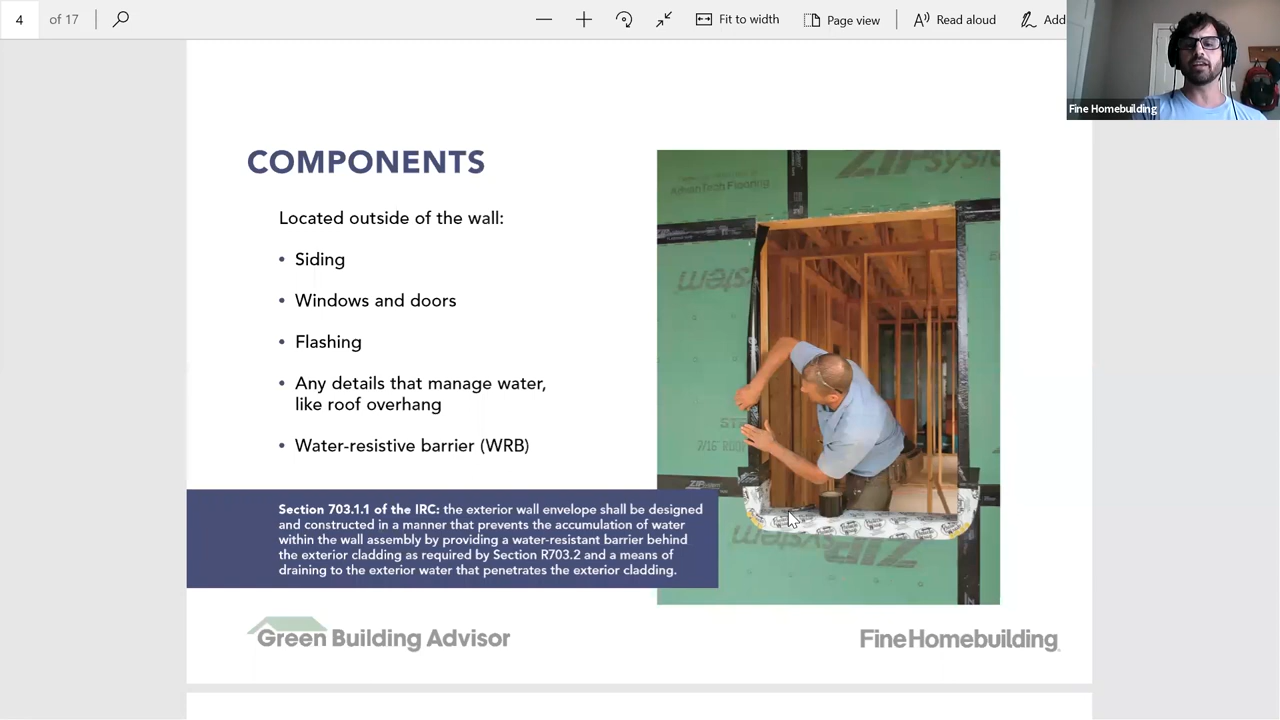 4 of 17
Fit to width
Page view
Read aloud
Add
Fine Homebuilding
COMPONENTS
Located outside of the wall:
• Siding
• Windows and doors
• Flashing
• Any details that manage water,
like roof overhang
• Water-resistive barrier (WRB)
Section 703.1.1 of the IRC: the exterior wall envelope shall be designed
and constructed in a manner that prevents the accumulation of water
within the wall assembly by providing a water-resistant barrier behind
the exterior cladding as required by Section R703.2 and a means of
draining to the exterior water that penetrates the exterior cladding.
ZIPsyste
stem
ZIPsystem
Green Building Advisor
FineHomebuilding